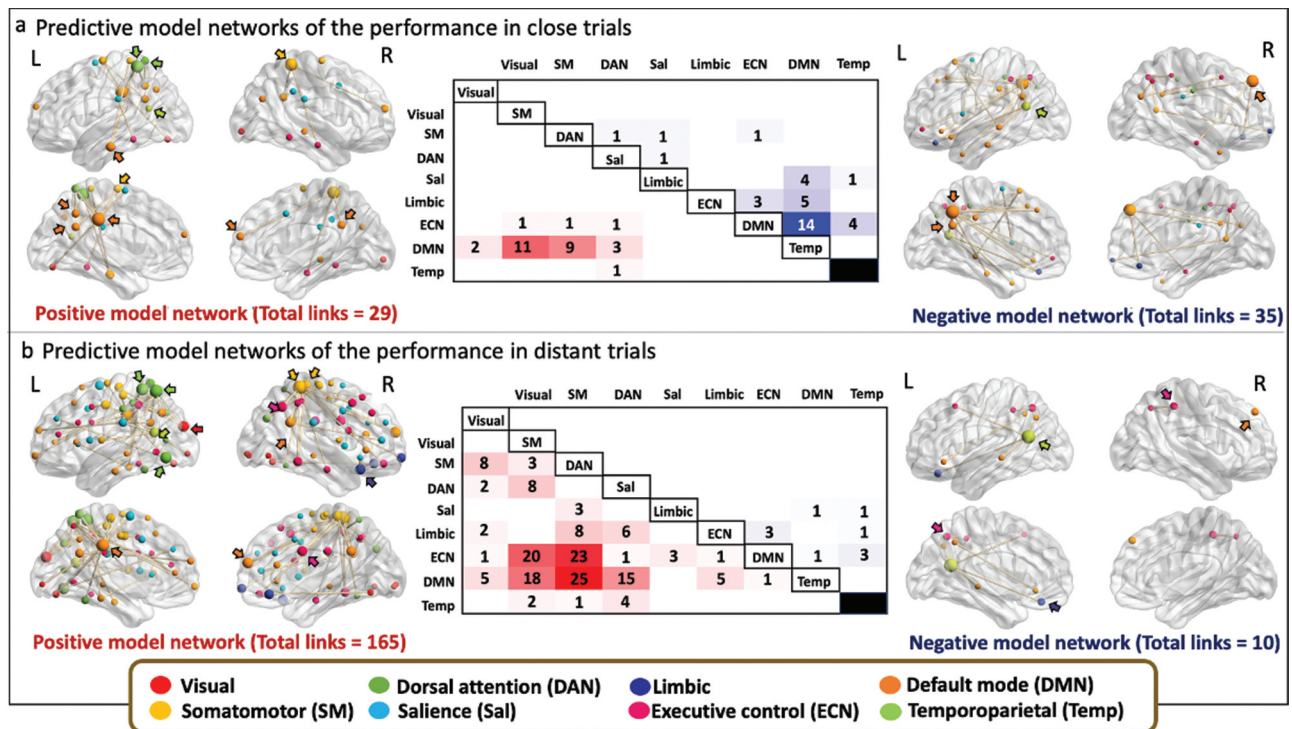 a Predictive model networks of the performance in close trials
L R
Visual SM DAN Sal Limbic ECN DMN Temp
Visual
Visual SM
SM DAN 1 1 1
DAN Sal 1
Sal Limbic 4 1
Limbic ECN 3 5
ECN 1 1 1 DMN 14 4
DMN 2 11 9 3 Temp
Temp 1
L R
Positive model network (Total links = 29)
Negative model network (Total links = 35)
b Predictive model networks of the performance in distant trials
L R
Visual SM DAN Sal Limbic ECN DMN Temp
Visual
Visual SM
SM 8 3 DAN
DAN 2 8 Sal
Sal 3 Limbic 1 1
Limbic 2 8 6 ECN 3 1
ECN 1 20 23 1 3 1 DMN 1 3
DMN 5 18 25 15 5 1 Temp
Temp 2 1 4
L R
Positive model network (Total links = 165)
Negative model network (Total links = 10)
Visual Dorsal attention (DAN) Limbic Default mode (DMN)
Somatomotor (SM) Salience (Sal) Executive control (ECN) Temporoparietal (Temp)